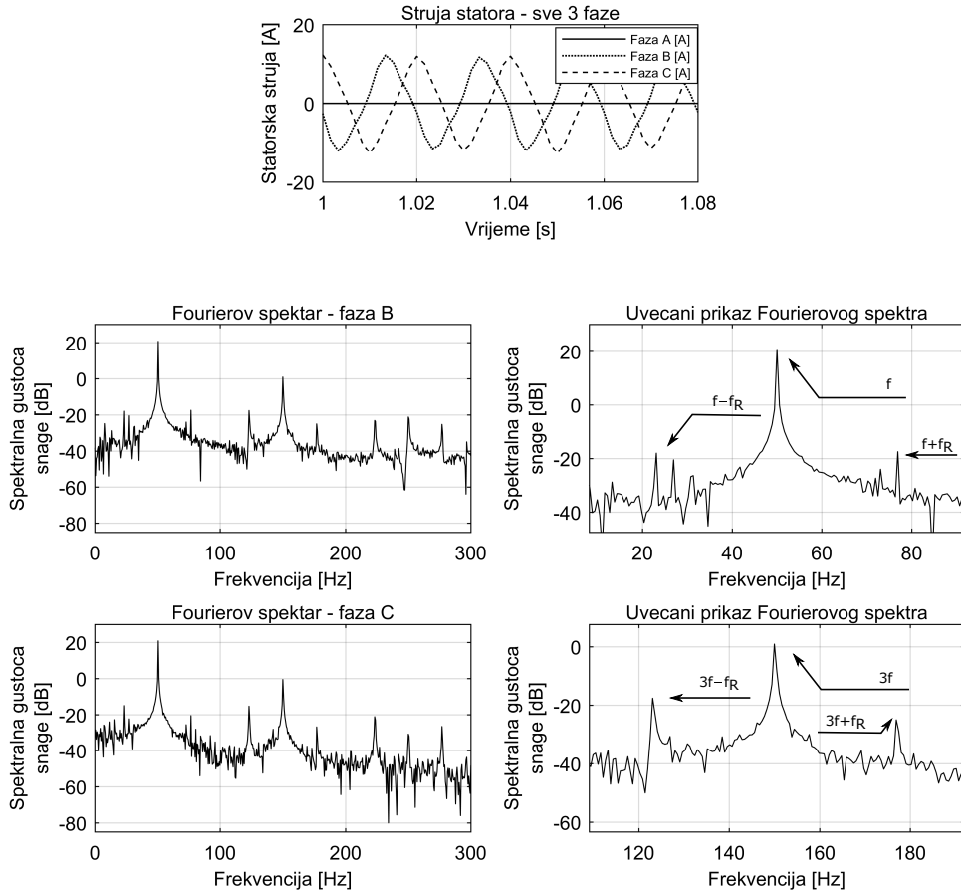 Struja statora - sve 3 faze
Statorska struja [A]
20
0
-20
Faza A [A]
Faza B [A]
Faza C [A]
1
1.02
1.04
1.06
1.08
Vrijeme [s]
Fourierov spektar - faza B
Spektralna gustoca
snage [dB]
20
0
-20
-40
-60
-80
0
100
200
300
Frekvencija [Hz]
Uvecani prikaz Fourierovog spektra
Spektralna gustoca
snage [dB]
20
0
-20
-40
f
f−fR
f+fR
20
40
60
80
Frekvencija [Hz]
Fourierov spektar - faza C
Spektralna gustoca
snage [dB]
20
0
-20
-40
-60
-80
0
100
200
300
Frekvencija [Hz]
Uvecani prikaz Fourierovog spektra
Spektralna gustoca
snage [dB]
0
-20
-40
-60
3f−fR
3f
3f+fR
120
140
160
180
Frekvencija [Hz]